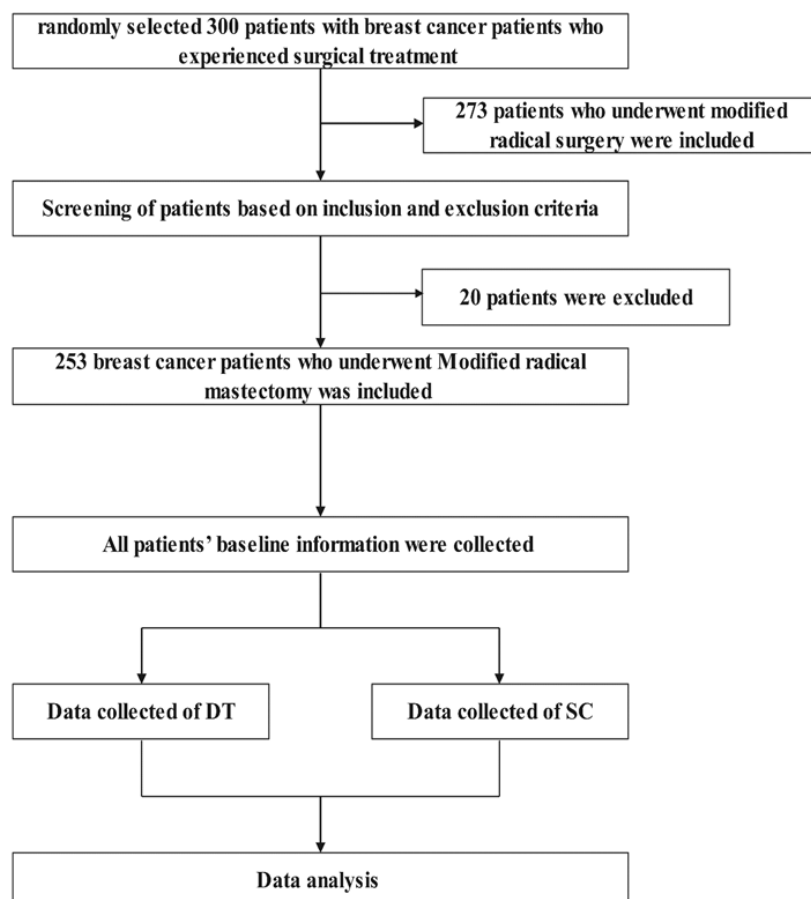 randomly selected 300 patients with breast cancer patients who
experienced surgical treatment
273 patients who underwent modified
radical surgery were included
Screening of patients based on inclusion and exclusion criteria
20 patients were excluded
253 breast cancer patients who underwent Modified radical
mastectomy was included
All patients’ baseline information were collected
Data collected of DT
Data collected of SC
Data analysis